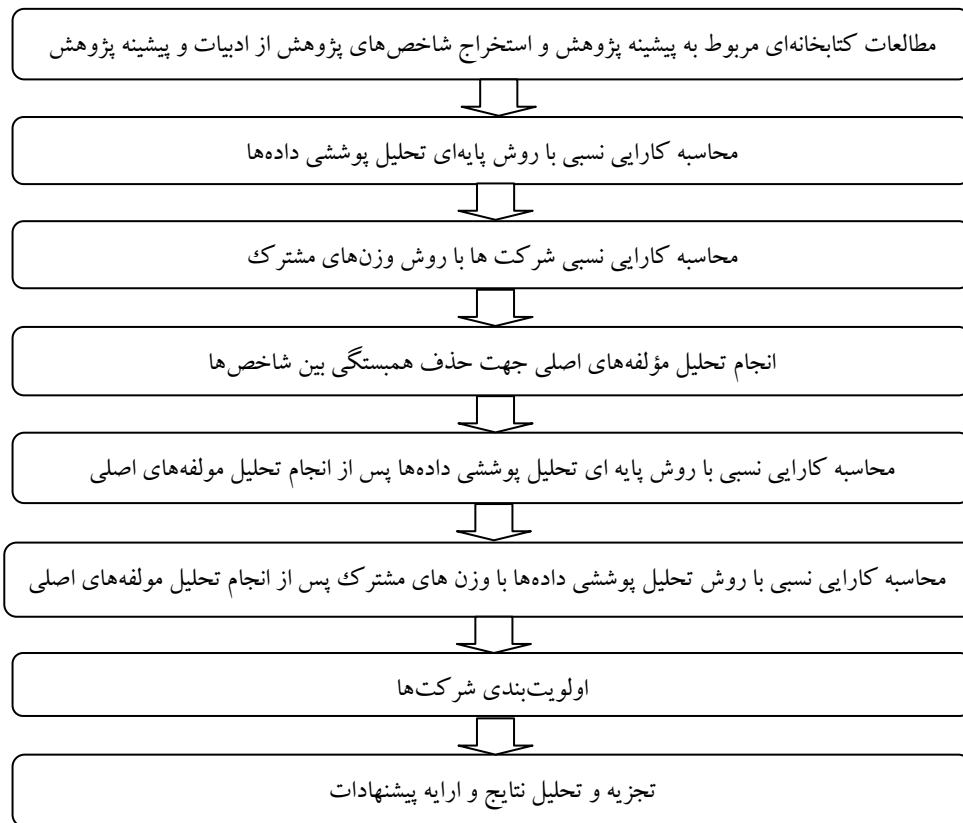 مطالعات کتابخانه‌ای مربوط به پیشینه پژوهش و استخراج شاخص‌های پژوهش از ادبیات و پیشینه پژوهش
محاسبه کارایی نسبی با روش پایه‌ای تحلیل پوششی داده‌ها
محاسبه کارایی نسبی شرکت ها با روش وزن‌های مشترک
انجام تحلیل مؤلفه‌های اصلی جهت حذف همبستگی بین شاخص‌ها
محاسبه کارایی نسبی با روش پایه ای تحلیل پوششی داده‌ها پس از انجام تحلیل مولفه‌های اصلی
محاسبه کارایی نسبی با روش تحلیل پوششی داده‌ها با وزن های مشترک پس از انجام تحلیل مولفه‌های اصلی
اولویت‌بندی شرکت‌ها
تجزیه و تحلیل نتایج و ارایه پیشنهادات